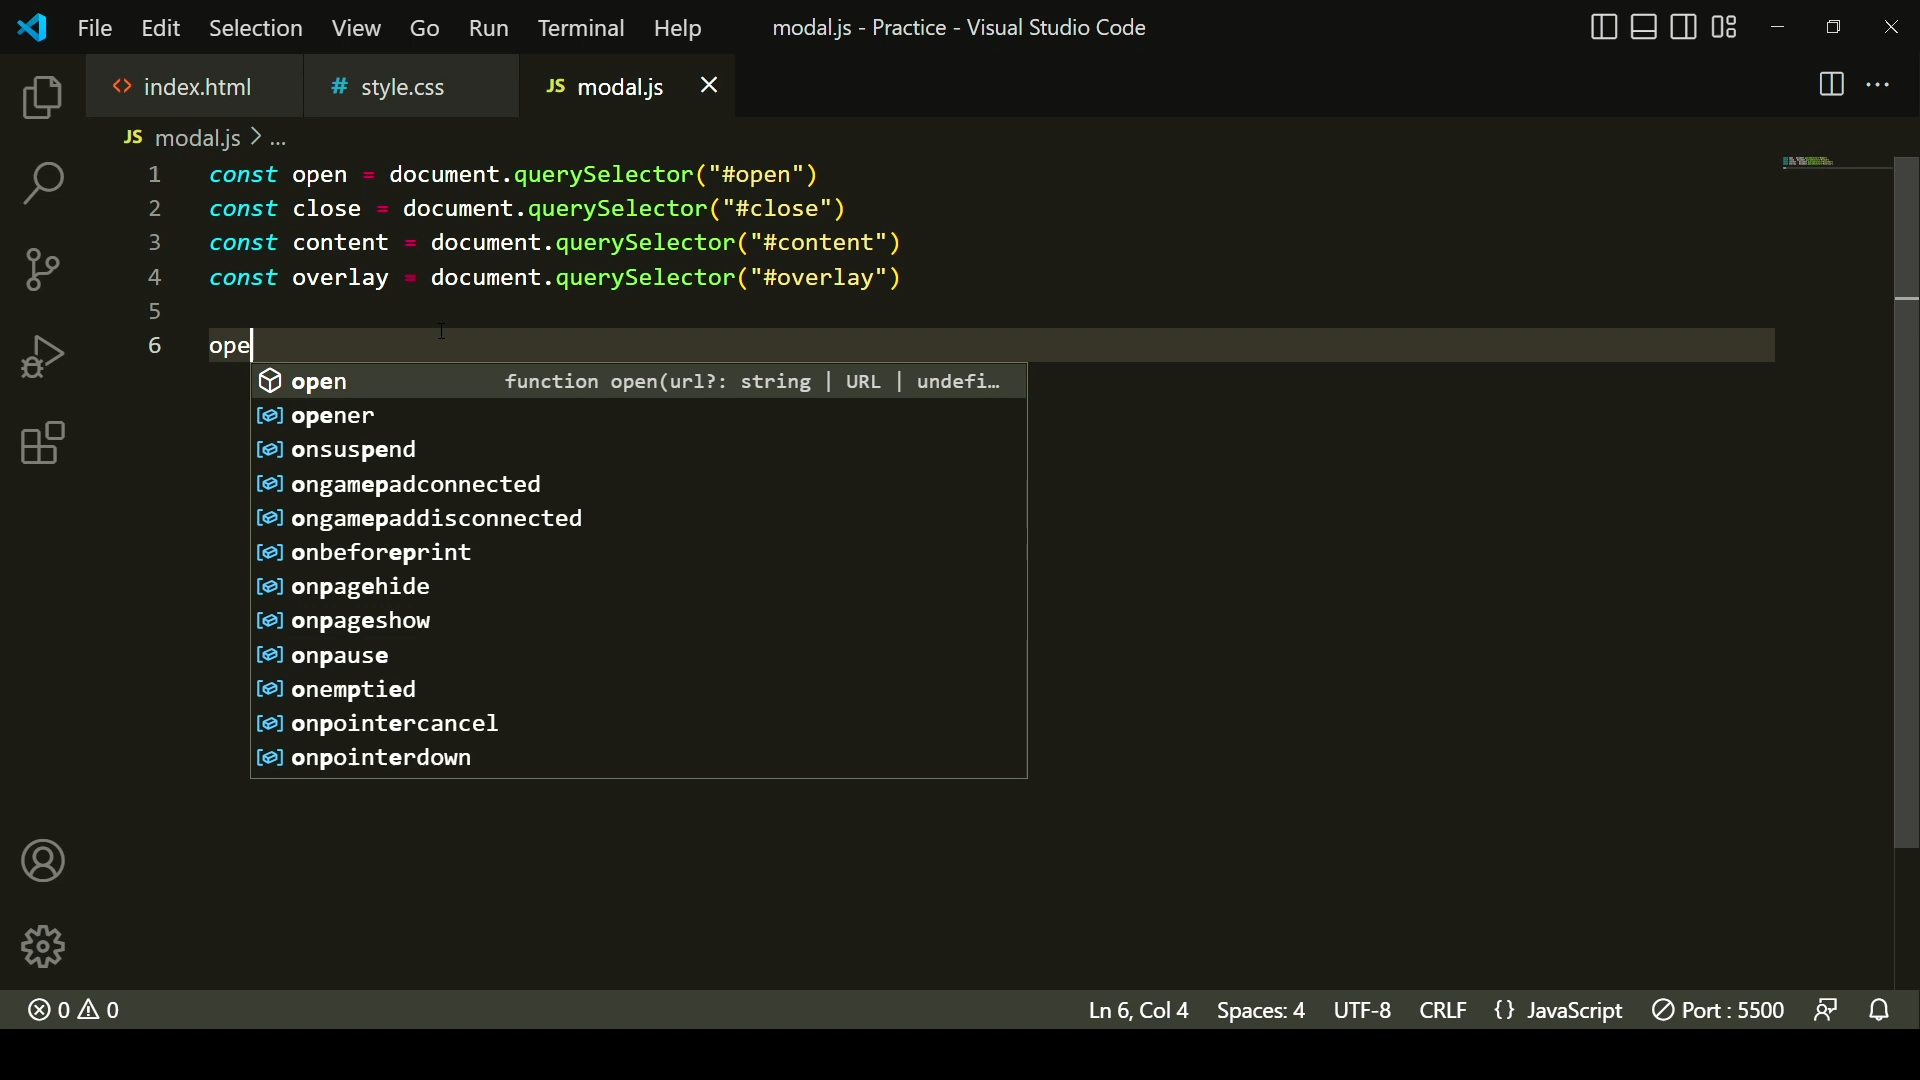 File Edit Selection View Go Run Terminal Help modal.js - Practice - Visual Studio Code
<> index.html # style.css JS modal.js
JS modal.js > ...
1 const open = document.querySelector("#open")
2 const close = document.querySelector("#close")
3 const content = document.querySelector("#content")
4 const overlay = document.querySelector("#overlay")
5
6 ope
open function open(url?: string | URL | undefi…
opener
onsuspend
ongamepadconnected
ongamepaddisconnected
onbeforeprint
onpagehide
onpageshow
onpause
onemptied
onpointercancel
onpointerdown
0 0 Ln 6, Col 4 Spaces: 4 UTF-8 CRLF {} JavaScript Port : 5500